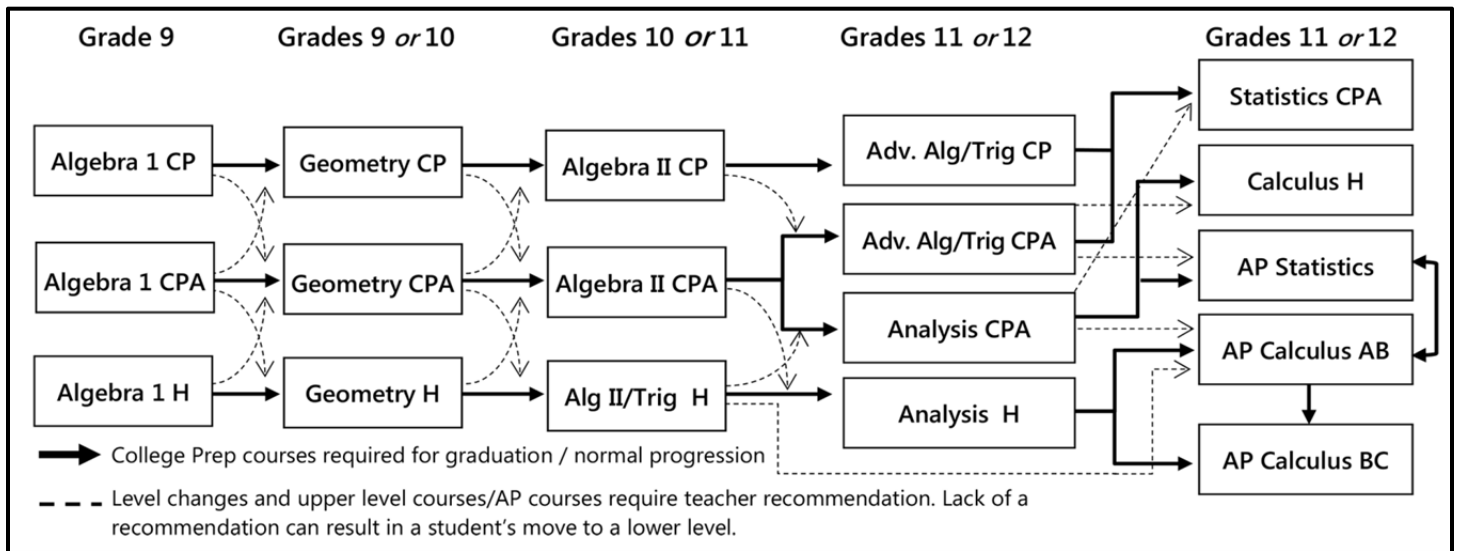 Grade 9
Grades 9 or 10
Grades 10 or 11
Grades 11 or 12
Grades 11 or 12
Algebra 1 CP
Geometry CP
Algebra II CP
Adv. Alg/Trig CP
Statistics CPA
Algebra 1 CPA
Geometry CPA
Algebra II CPA
Adv. Alg/Trig CPA
Calculus H
Analysis CPA
AP Statistics
Algebra 1 H
Geometry H
Alg II/Trig H
Analysis H
AP Calculus AB
AP Calculus BC
College Prep courses required for graduation / normal progression
Level changes and upper level courses/AP courses require teacher recommendation. Lack of a
recommendation can result in a student's move to a lower level.